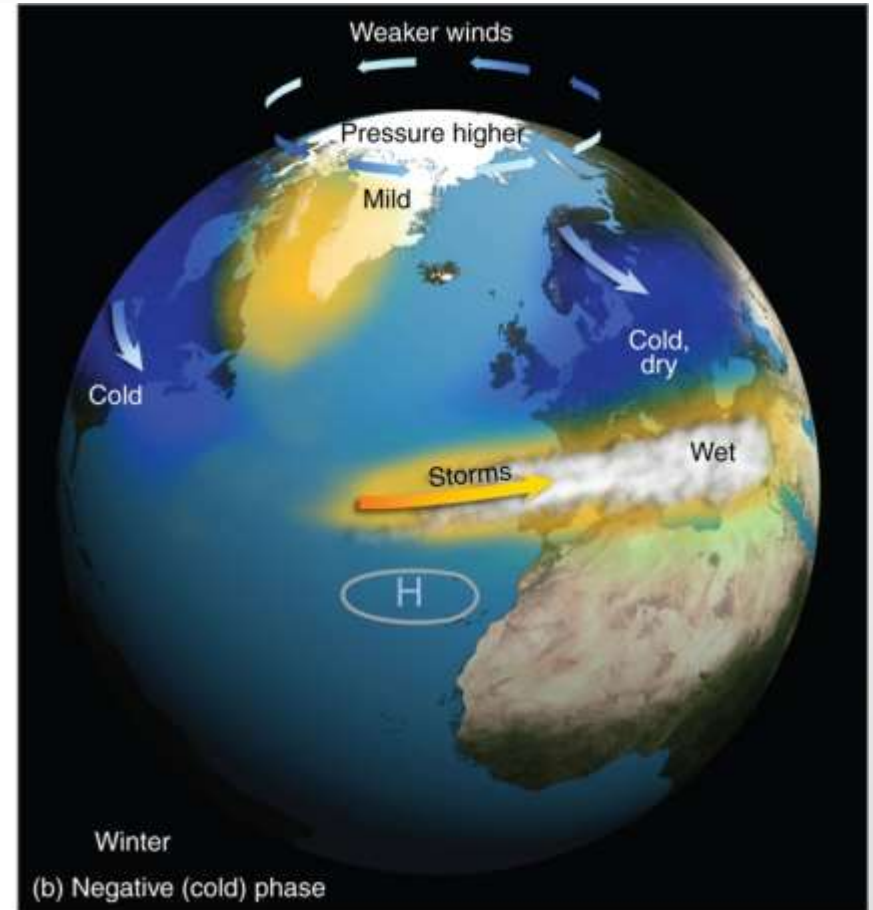 Weaker winds
Pressure higher
Mild
Cold,
dry
Cold
Wet
Storms
H
Winter
(b) Negative (cold) phase